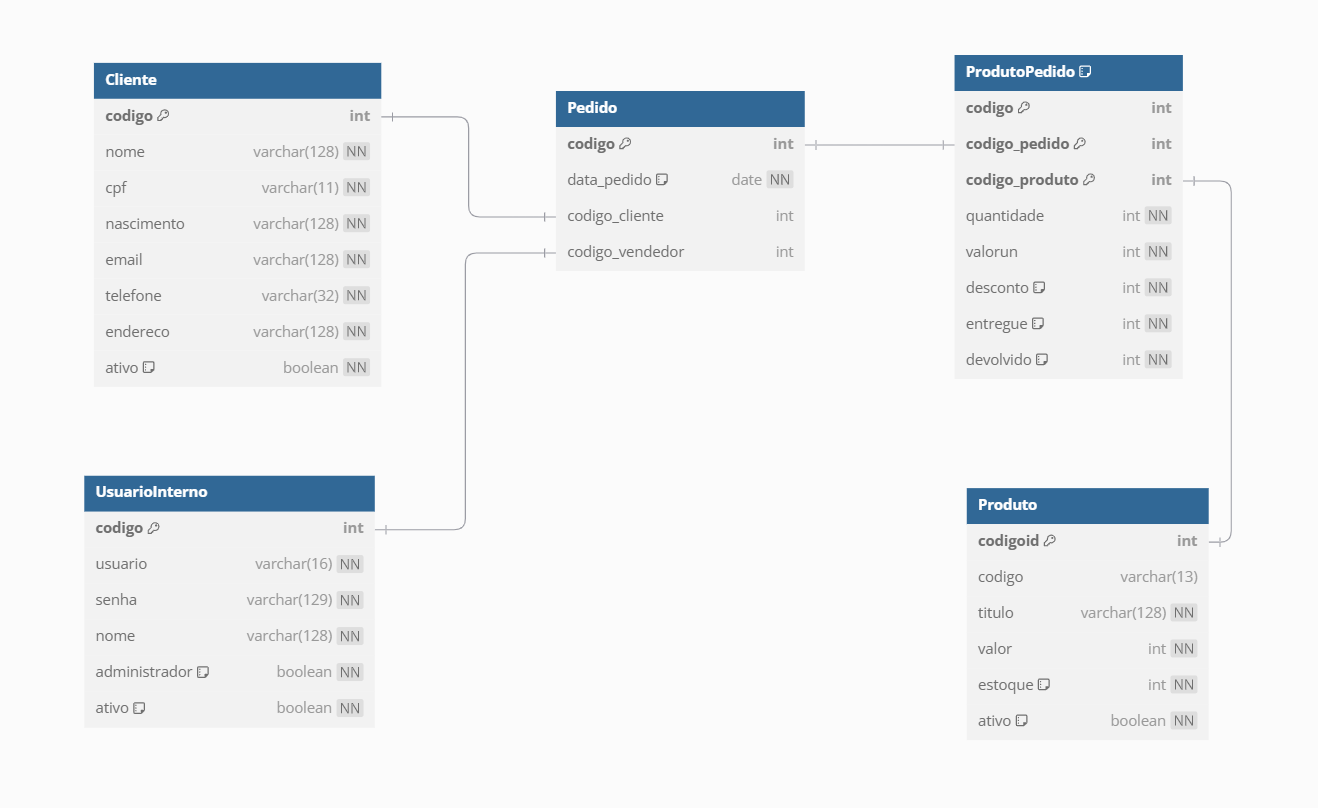 Cliente
codigo int
nome varchar(128) NN
cpf varchar(11) NN
nascimento varchar(128) NN
email varchar(128) NN
telefone varchar(32) NN
endereco varchar(128) NN
ativo boolean NN
Pedido
codigo int
data_pedido date NN
codigo_cliente int
codigo_vendedor int
ProdutoPedido
codigo int
codigo_pedido int
codigo_produto int
quantidade int NN
valorun int NN
desconto int NN
entregue int NN
devolvido int NN
UsuarioInterno
codigo int
usuario varchar(16) NN
senha varchar(129) NN
nome varchar(128) NN
administrador boolean NN
ativo boolean NN
Produto
codigoid int
codigo varchar(13)
titulo varchar(128) NN
valor int NN
estoque int NN
ativo boolean NN